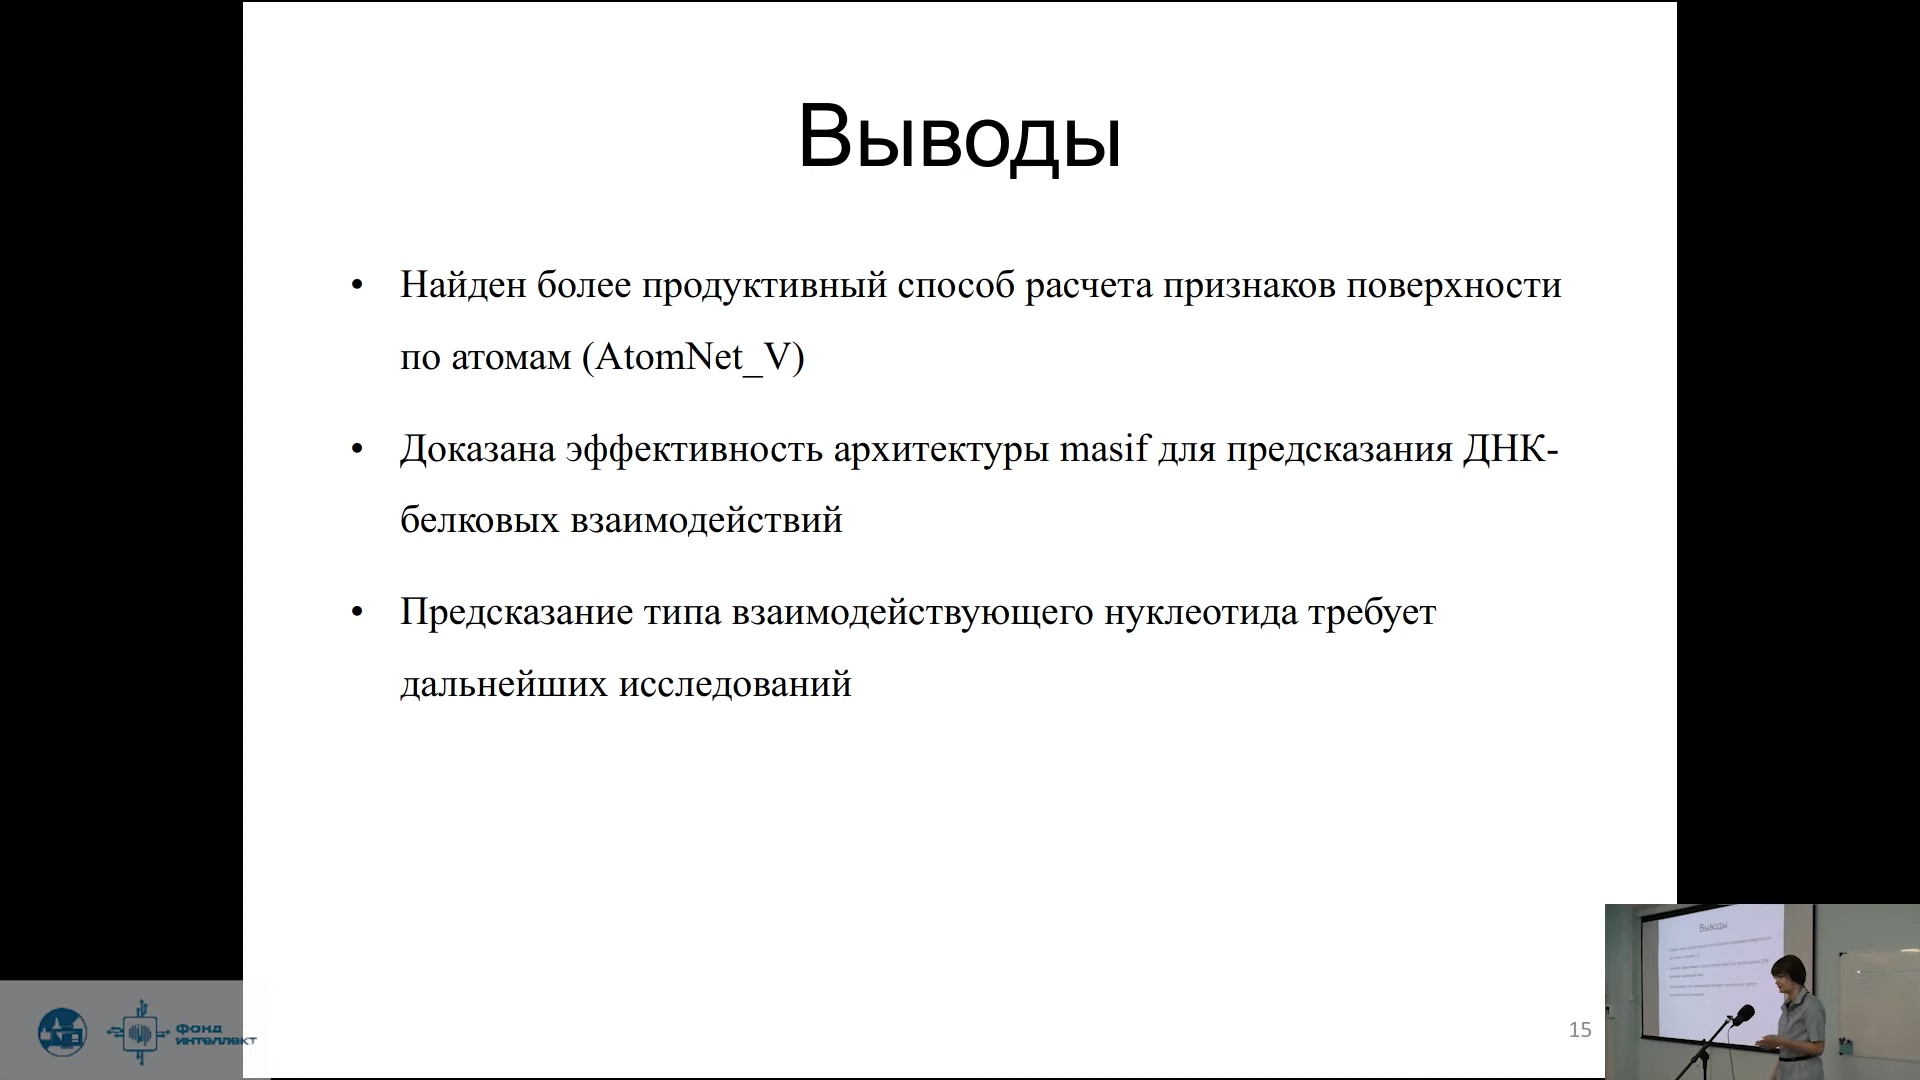 Выводы
• Найден более продуктивный способ расчета признаков поверхности
по атомам (AtomNet_V)
• Доказана эффективность архитектуры masif для предсказания ДНК-
белковых взаимодействий
• Предсказание типа взаимодействующего нуклеотида требует
дальнейших исследований
15
Фонд
интеллект
Выводы